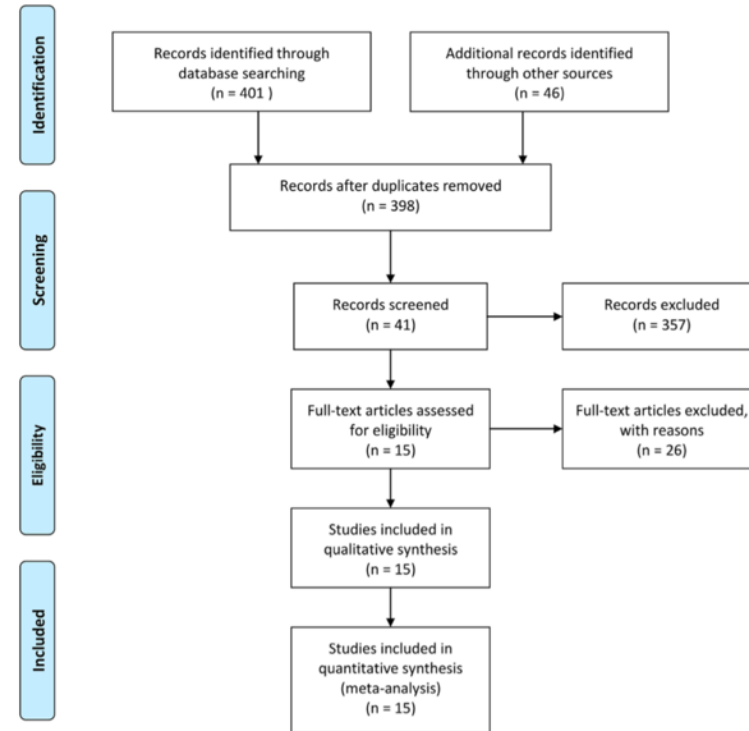 Identification
Records identified through
database searching
(n = 401 )
Additional records identified
through other sources
(n = 46)
Records after duplicates removed
(n = 398)
Screening
Records screened
(n = 41)
Records excluded
(n = 357)
Eligibility
Full-text articles assessed
for eligibility
(n = 15)
Full-text articles excluded,
with reasons
(n = 26)
Studies included in
qualitative synthesis
(n = 15)
Included
Studies included in
quantitative synthesis
(meta-analysis)
(n = 15)